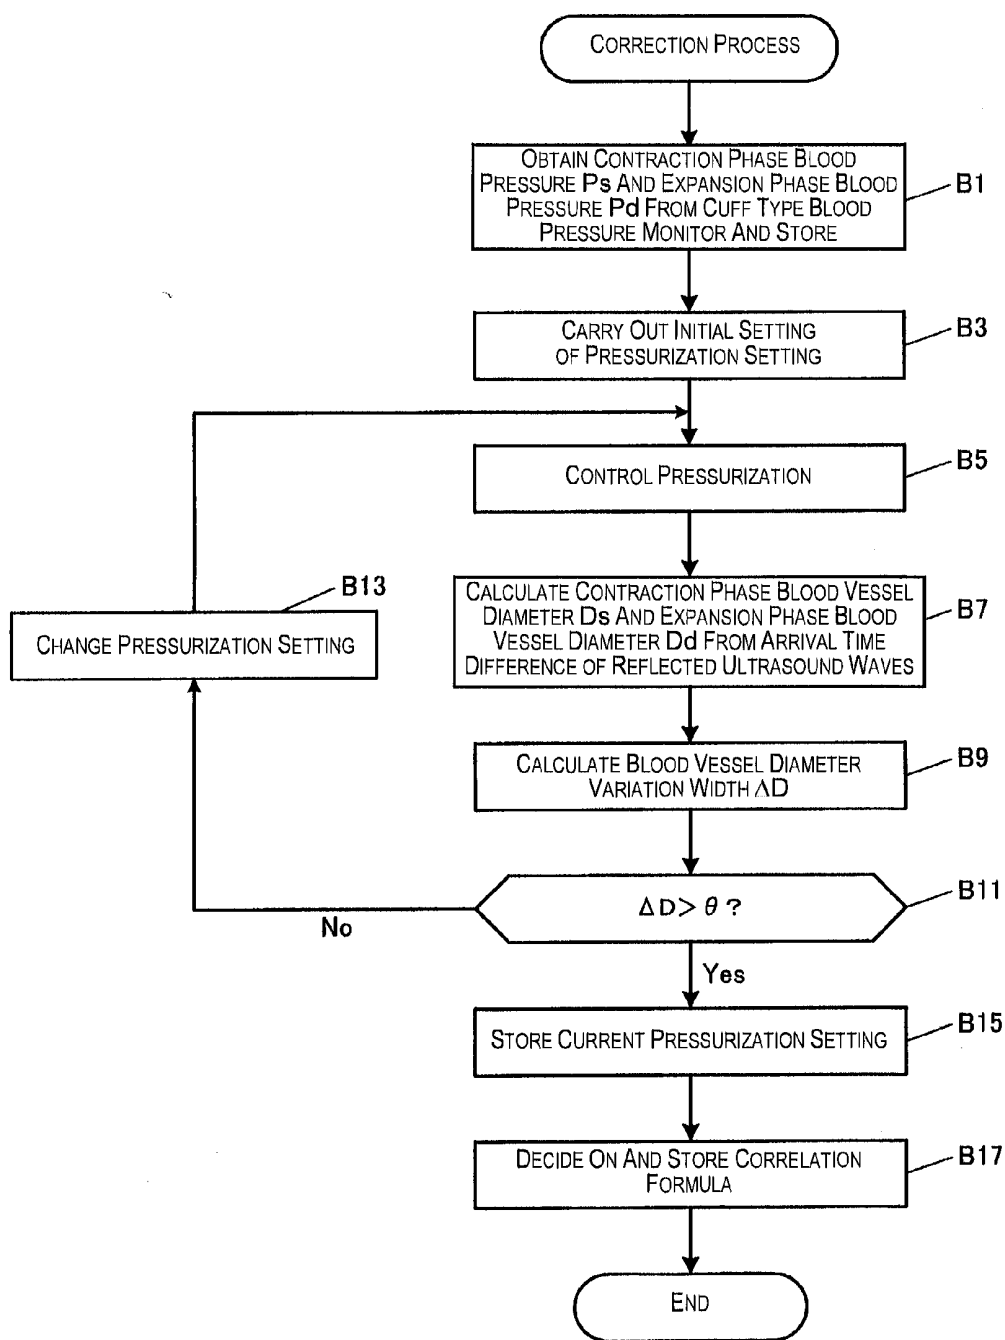 CORRECTION PROCESS
OBTAIN CONTRACTION PHASE BLOOD
PRESSURE Ps AND EXPANSION PHASE BLOOD
PRESSURE Pd FROM CUFF TYPE BLOOD
PRESSURE MONITOR AND STORE
B1
CARRY OUT INITIAL SETTING
OF PRESSURIZATION SETTING
B3
CONTROL PRESSURIZATION
B5
CALCULATE CONTRACTION PHASE BLOOD VESSEL
DIAMETER Ds AND EXPANSION PHASE BLOOD
VESSEL DIAMETER Dd FROM ARRIVAL TIME
DIFFERENCE OF REFLECTED ULTRASOUND WAVES
B7
B13
CHANGE PRESSURIZATION SETTING
CALCULATE BLOOD VESSEL DIAMETER
VARIATION WIDTH ΔD
B9
ΔD> θ ?
B11
No
Yes
STORE CURRENT PRESSURIZATION SETTING
B15
DECIDE ON AND STORE CORRELATION
FORMULA
B17
END